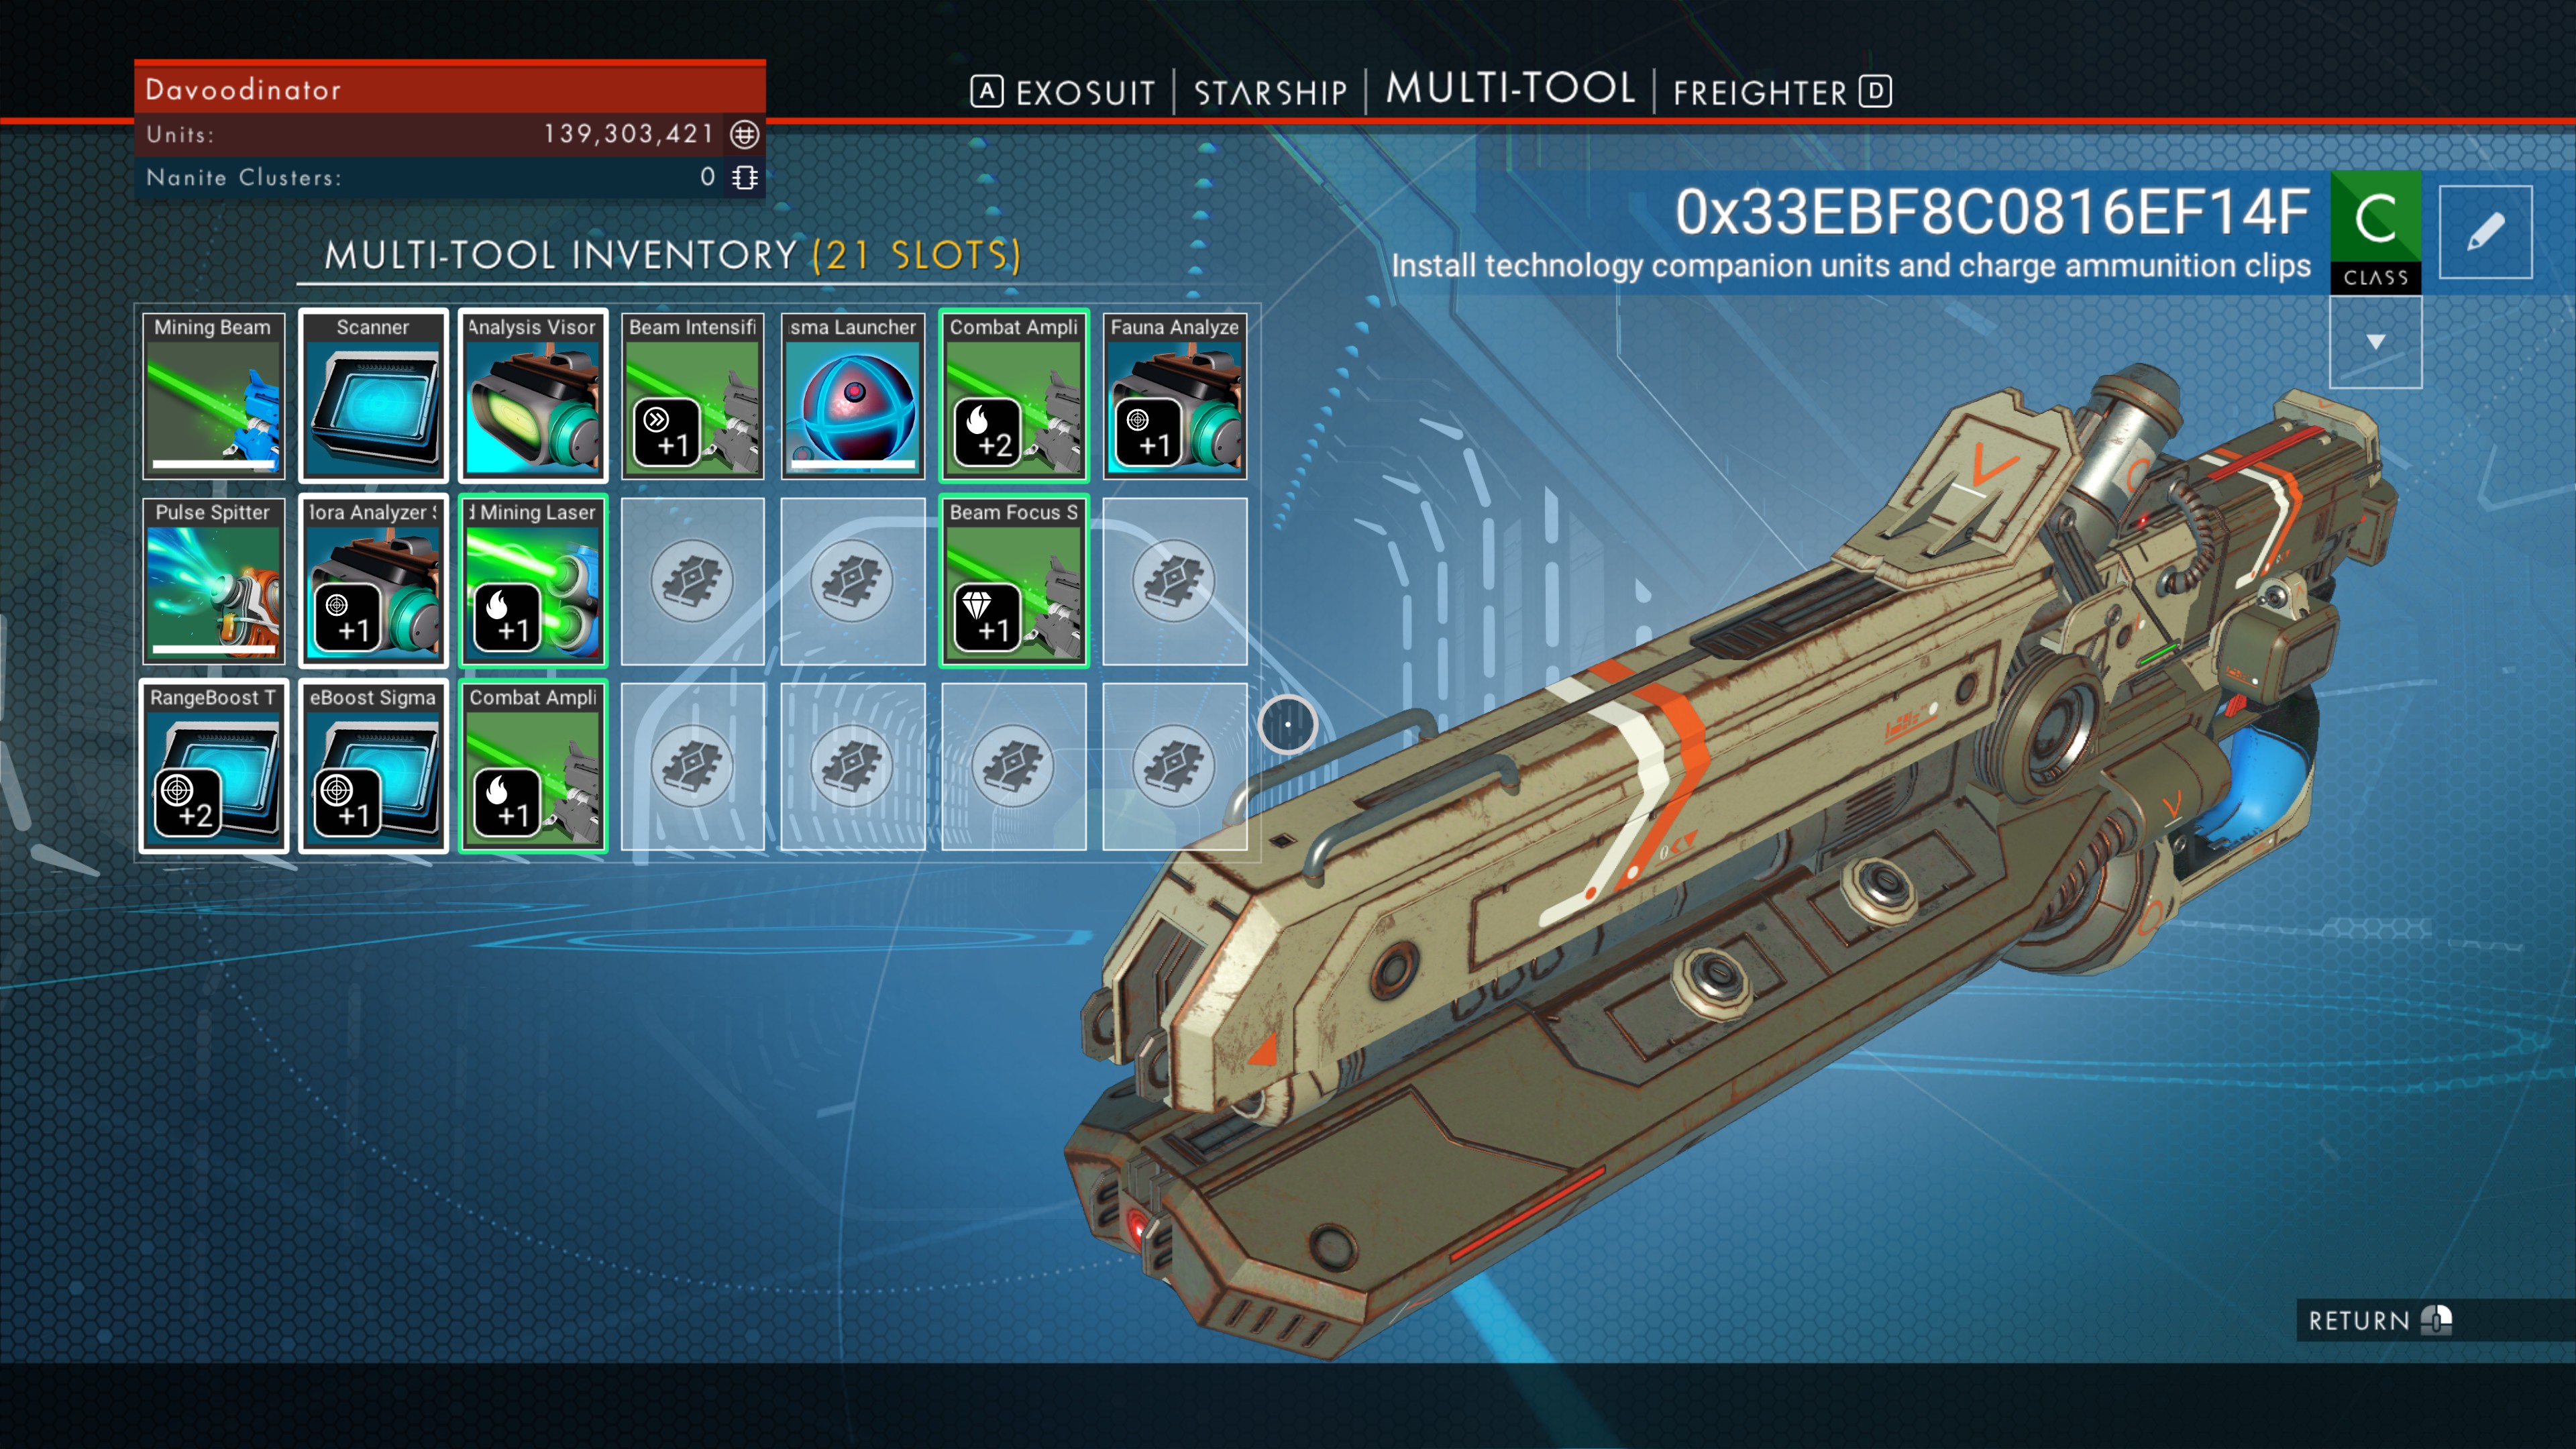 Davoodinator
Units: 139,303,421
Nanite Clusters: 0
A EXOSUIT STARSHIP MULTI-TOOL FREIGHTER D
0x33EBF8C0816EF14F
Install technology companion units and charge ammunition clips
C
CLASS
MULTI-TOOL INVENTORY (21 SLOTS)
Mining Beam Scanner Analysis Visor Beam Intensifi sma Launcher Combat Ampli Fauna Analyze
+1 +2 +1
Pulse Spitter lora Analyzer S d Mining Laser Beam Focus S
+1 +1 +1
RangeBoost T eBoost Sigma Combat Ampli
+2 +1 +1
RETURN